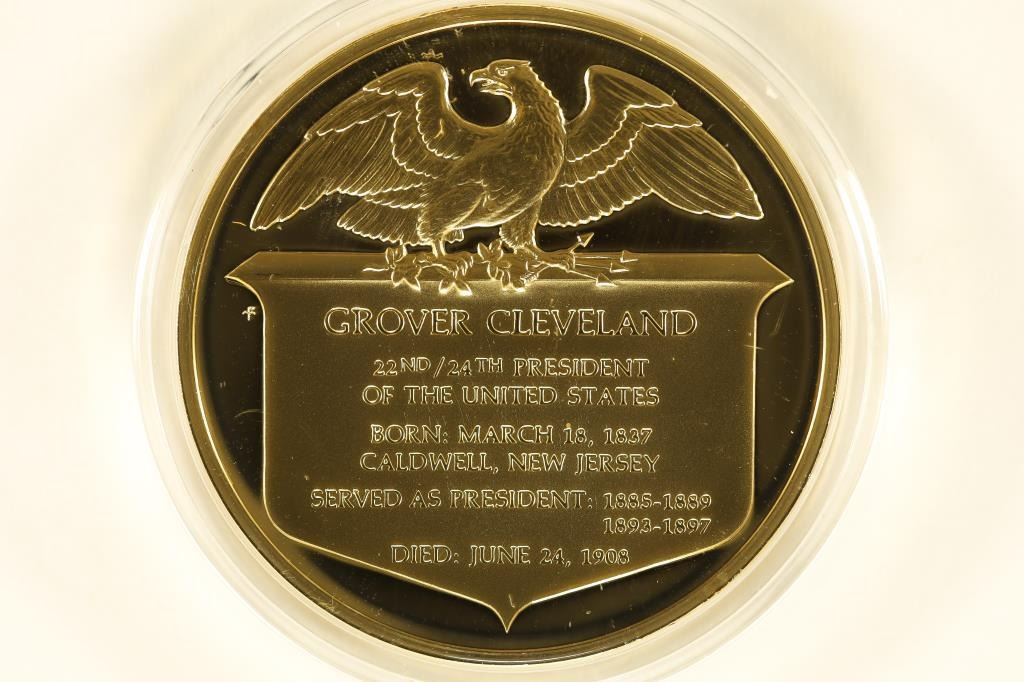 GROVER CLEVELAND
22ND/24TH PRESIDENT
OF THE UNITED STATES
BORN: MARCH 18, 1837
CALDWELL, NEW JERSEY
SERVED AS PRESIDENT: 1885-1889
1893-1897
DIED: JUNE 24, 1908